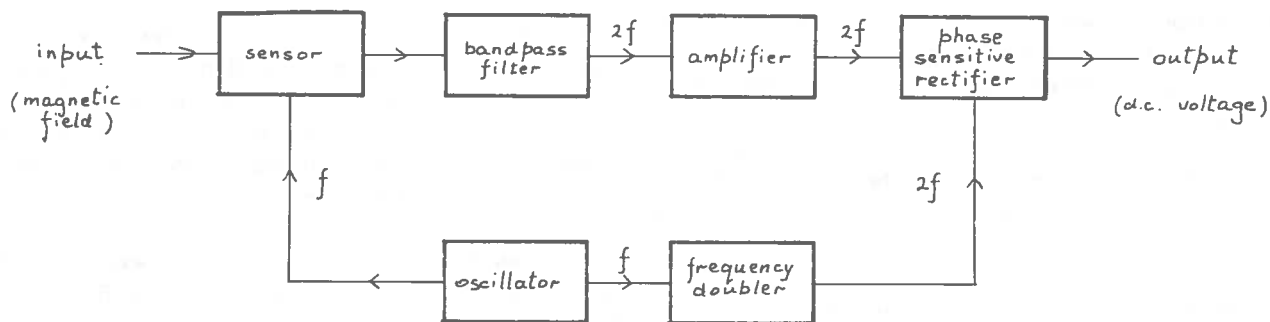 input
(magnetic
field)
sensor
bandpass
filter
2f
amplifier
2f
phase
sensitive
rectifier
output
(d.c. voltage)
f
2f
oscillator
f
frequency
doubler